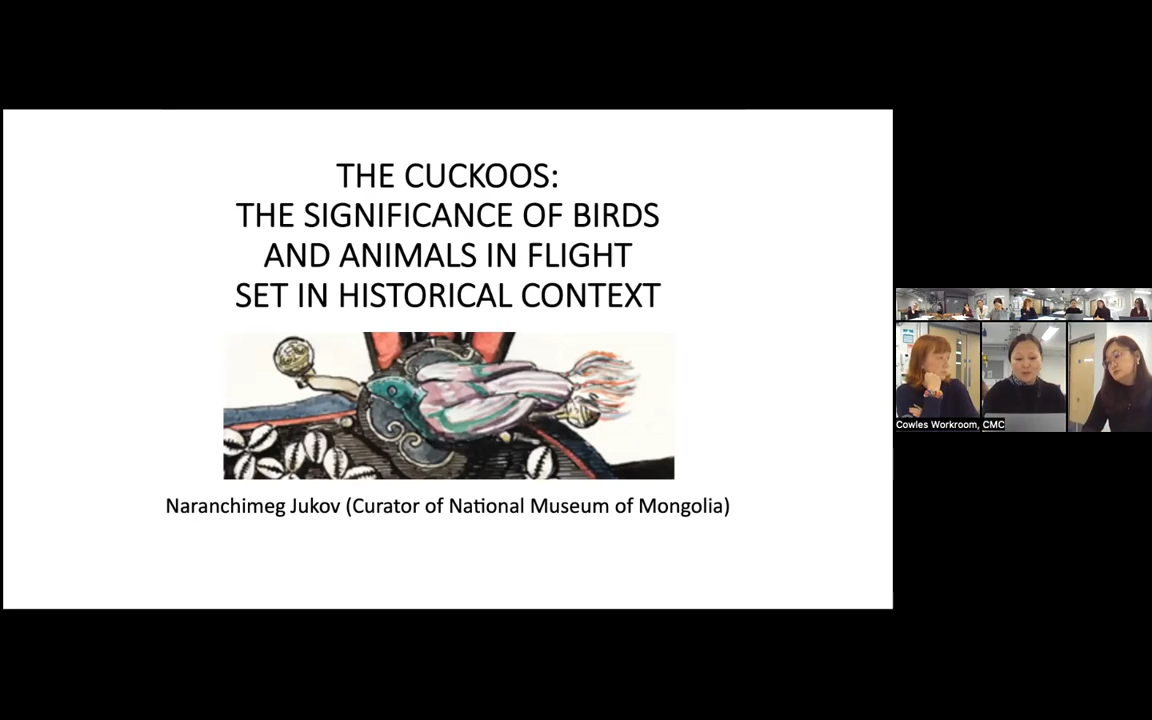 THE CUCKOOS:
THE SIGNIFICANCE OF BIRDS
AND ANIMALS IN FLIGHT
SET IN HISTORICAL CONTEXT
Naranchimeg Jukov (Curator of National Museum of Mongolia)
Cowles Workroom, CMC